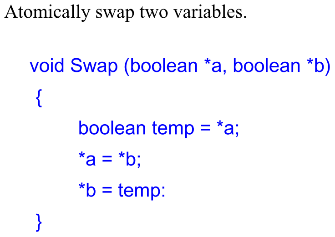 Atomically swap two variables.
void Swap (boolean *a, boolean *b)
{
boolean temp = *a;
*a = *b;
*b = temp:
}